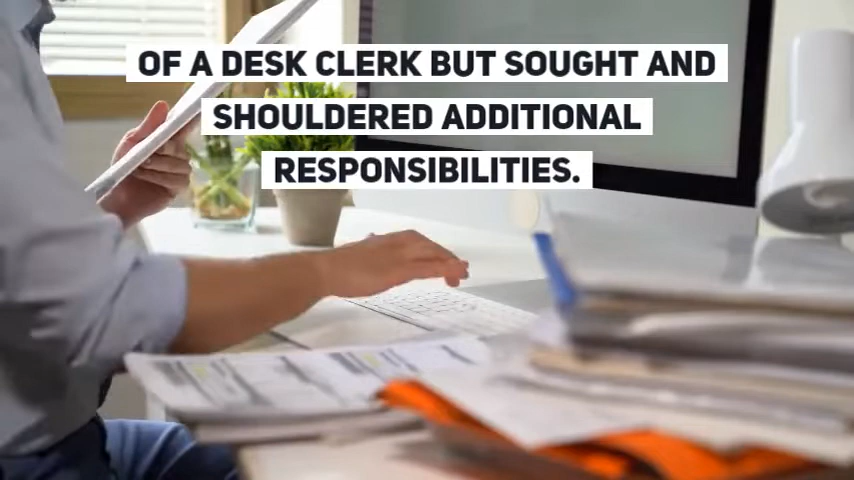 OF A DESK CLERK BUT SOUGHT AND
SHOULDERED ADDITIONAL
RESPONSIBILITIES.